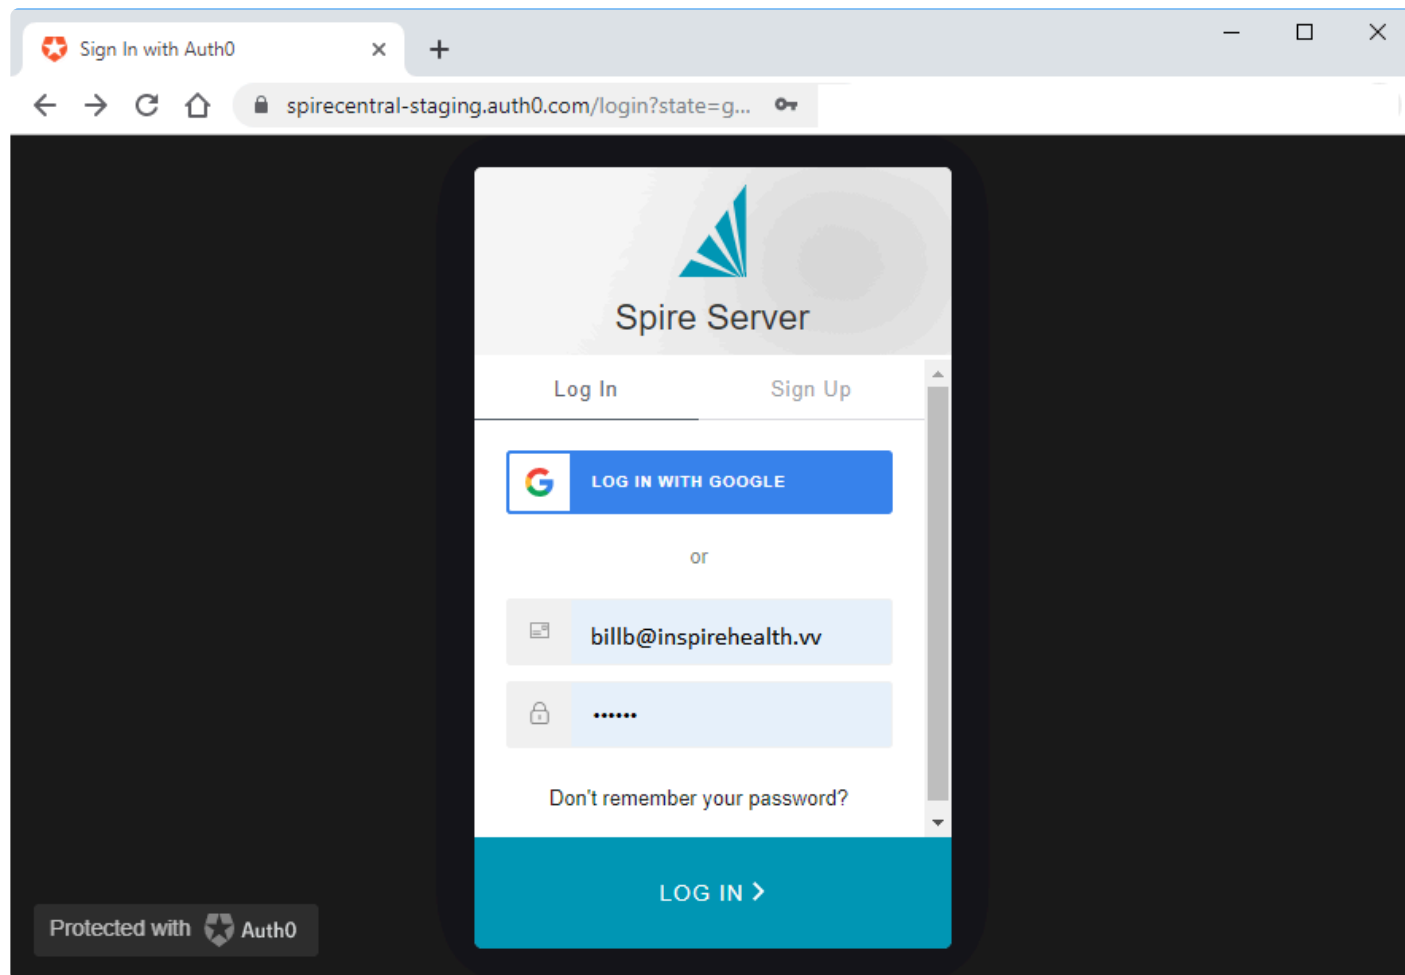 Sign In with Auth0
spirecentral-staging.auth0.com/login?state=g...
Spire Server
Log In Sign Up
LOG IN WITH GOOGLE
or
billb@inspirehealth.vv
••••••
Don't remember your password?
LOG IN
Protected with Auth0